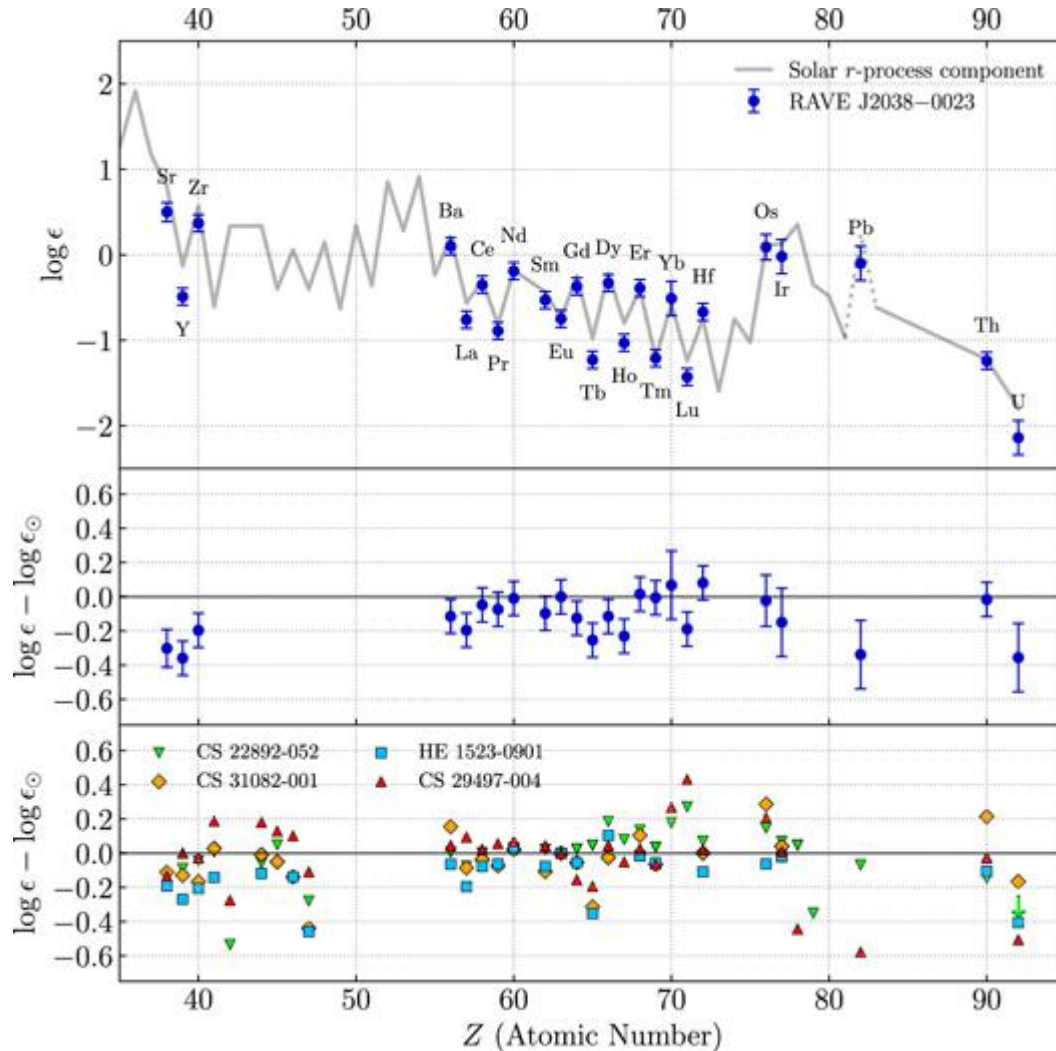 40 50 60 70 80 90
Solar r-process component
RAVE J2038−0023
2
1
0
−1
−2
log ϵ
Sr
Zr
Y
Ba
La
Ce
Pr
Nd
Sm
Eu
Gd
Tb
Dy
Ho
Er
Tm
Yb
Lu
Hf
Os
Ir
Pb
Th
U
0.6
0.4
0.2
0.0
−0.2
−0.4
−0.6
log ϵ − log ϵ⊙
CS 22892-052 HE 1523-0901
CS 31082-001 CS 29497-004
0.6
0.4
0.2
0.0
−0.2
−0.4
−0.6
log ϵ − log ϵ⊙
40 50 60 70 80 90
Z (Atomic Number)